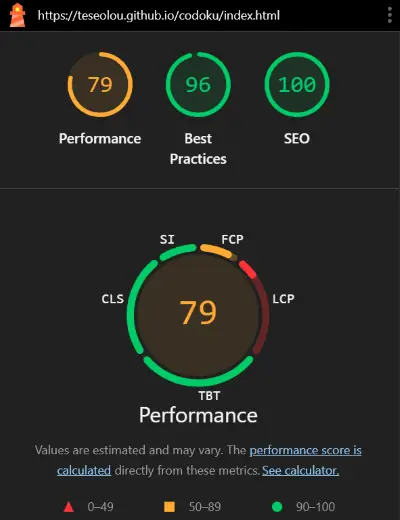 https://teseolou.github.io/codoku/index.html
79
96
100
Performance
Best
Practices
SEO
SI
FCP
CLS
LCP
79
TBT
Performance
Values are estimated and may vary. The performance score is
calculated directly from these metrics. See calculator.
0–49
50–89
90–100